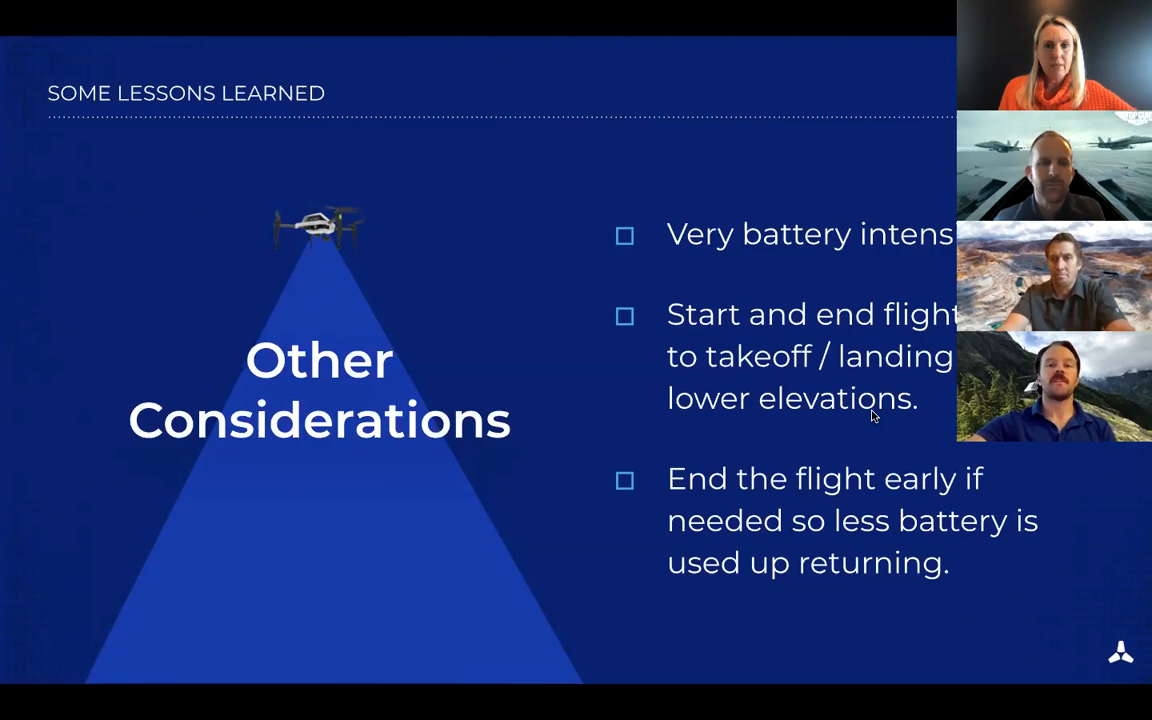 SOME LESSONS LEARNED
Other
Considerations
Very battery intens
Start and end flight
to takeoff / landing
lower elevations.
End the flight early if
needed so less battery is
used up returning.